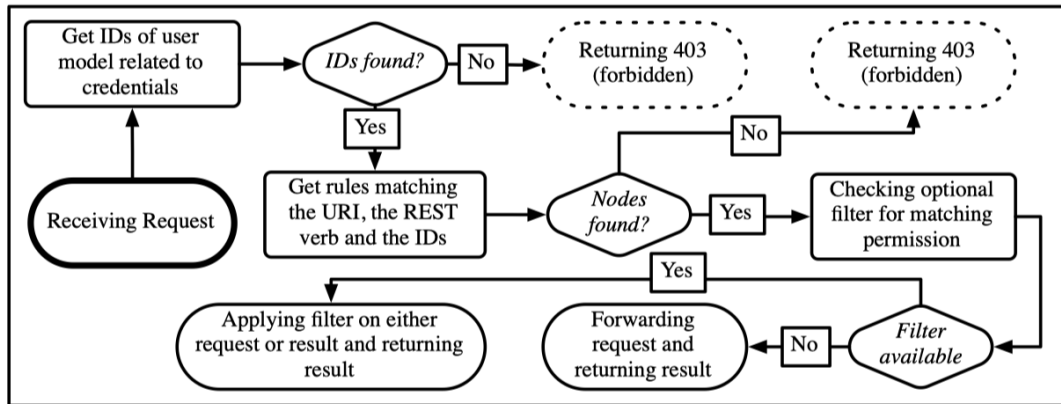 Get IDs of user
model related to
credentials
IDs found?
No
Returning 403
(forbidden)
Returning 403
(forbidden)
Yes
No
Receiving Request
Get rules matching
the URI, the REST
verb and the IDs
Nodes
found?
Yes
Checking optional
filter for matching
permission
Yes
Applying filter on either
request or result and returning
result
Forwarding
request and
returning result
No
Filter
available